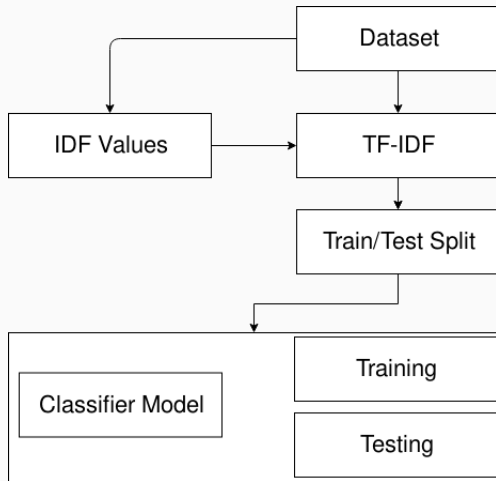 Dataset
IDF Values
TF-IDF
Train/Test Split
Training
Classifier Model
Testing